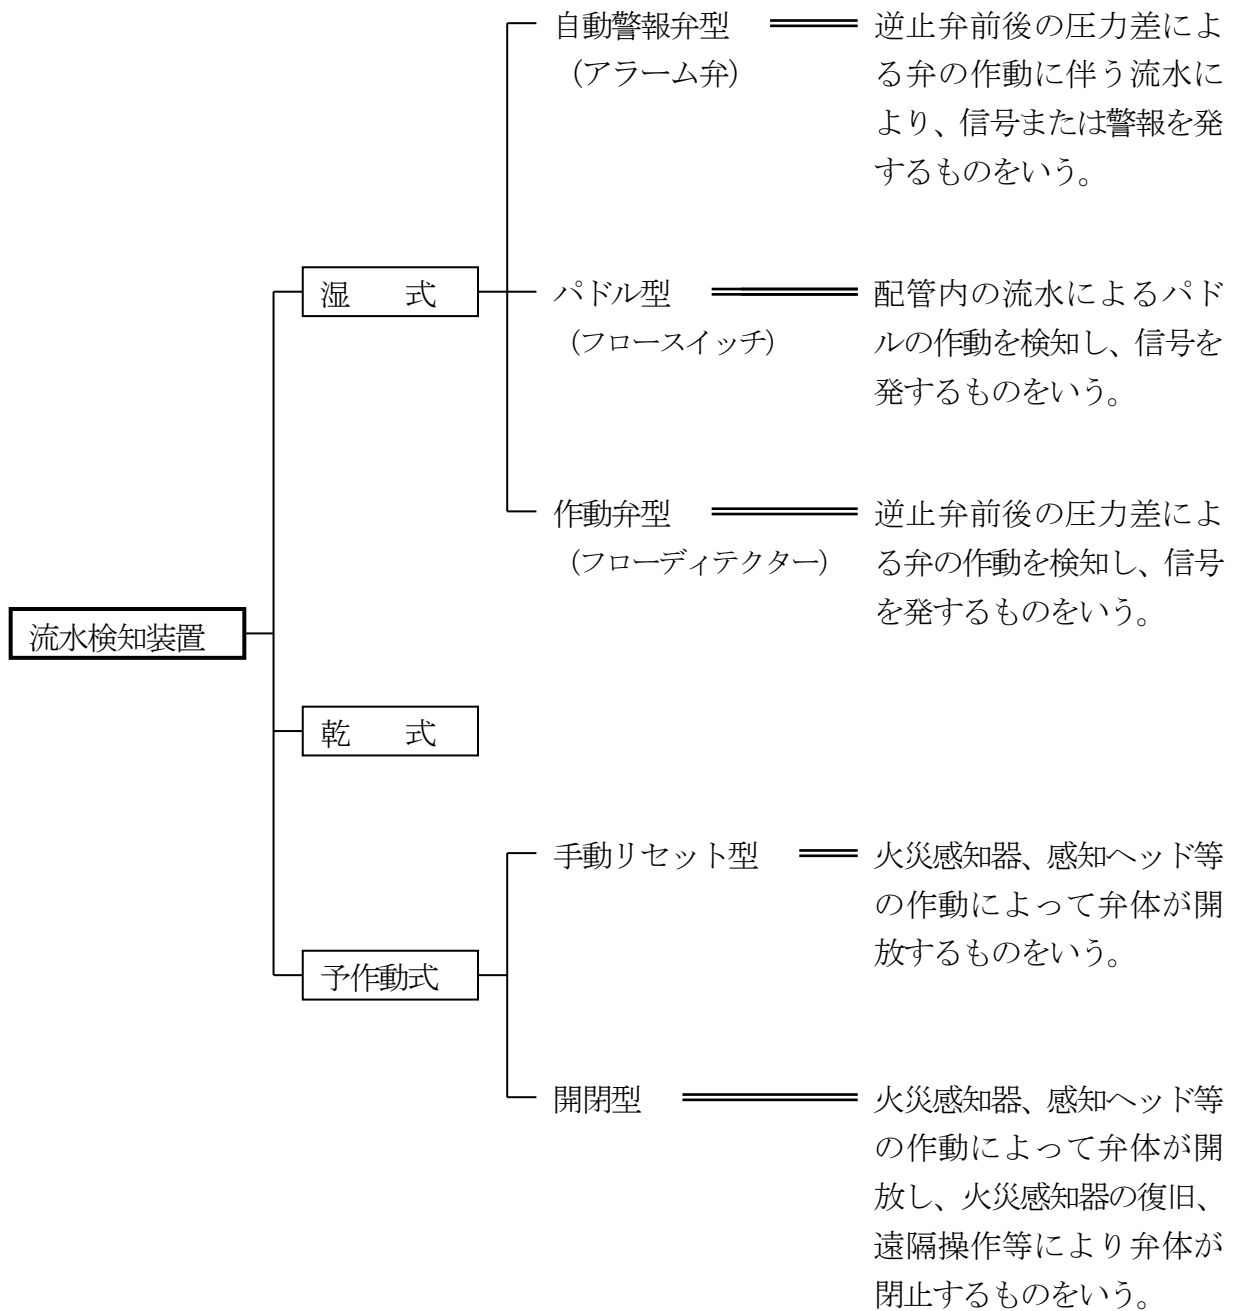 自動警報弁型
(アラーム弁)
逆止弁前後の圧力差によ
る弁の作動に伴う流水に
より、信号または警報を発
するものをいう。
湿 式
パドル型
(フロースイッチ)
配管内の流水によるパド
ルの作動を検知し、信号を
発するものをいう。
作動弁型
(フローディテクター)
逆止弁前後の圧力差によ
る弁の作動を検知し、信号
を発するものをいう。
流水検知装置
乾 式
手動リセット型
火災感知器、感知ヘッド等
の作動によって弁体が開
放するものをいう。
予作動式
開閉型
火災感知器、感知ヘッド等
の作動によって弁体が開
放し、火災感知器の復旧、
遠隔操作等により弁体が
閉止するものをいう。